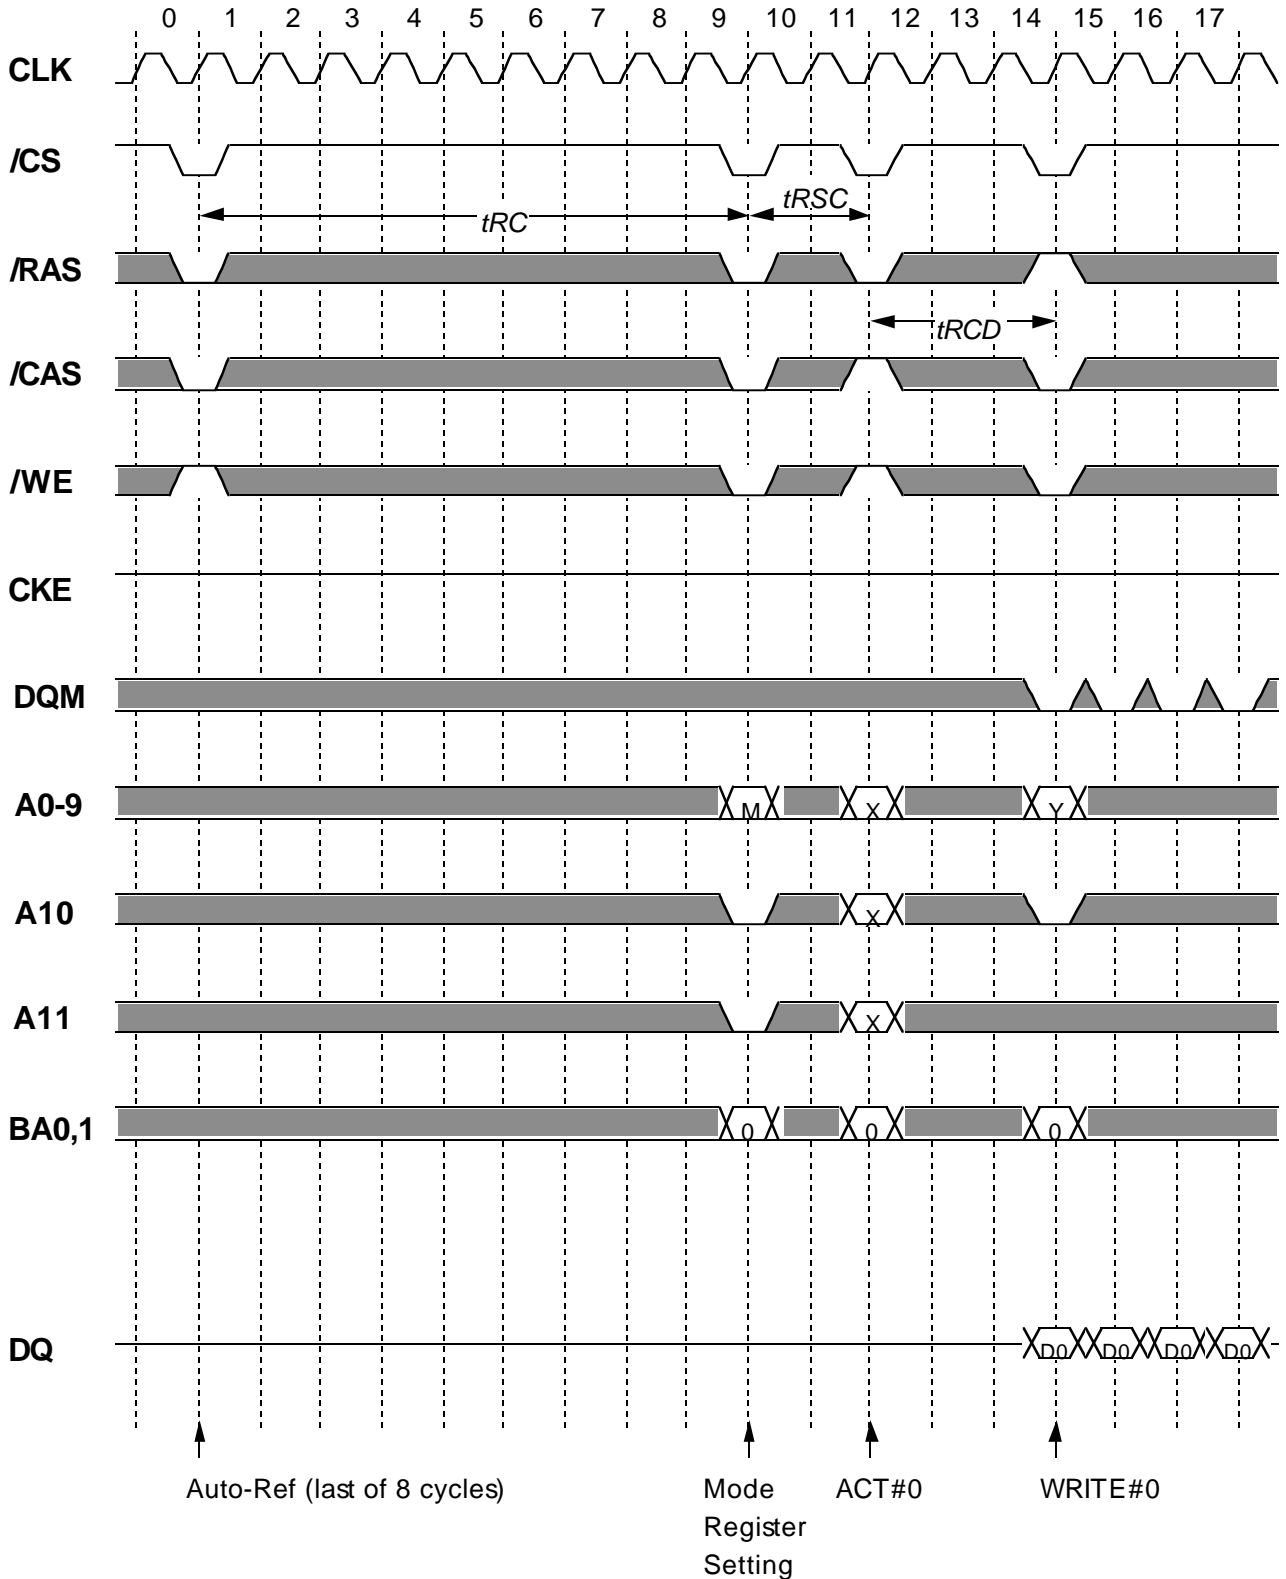 0 1 2 3 4 5 6 7 8 9 10 11 12 13 14 15 16 17
CLK
/CS
tRC
tRSC
/RAS
tRCD
/CAS
/WE
CKE
DQM
A0-9 M X Y
A10 X
A11 X
BA0,1 0 0 0
DQ D0 D0 D0 D0
Auto-Ref (last of 8 cycles)
Mode
Register
Setting
ACT#0
WRITE#0